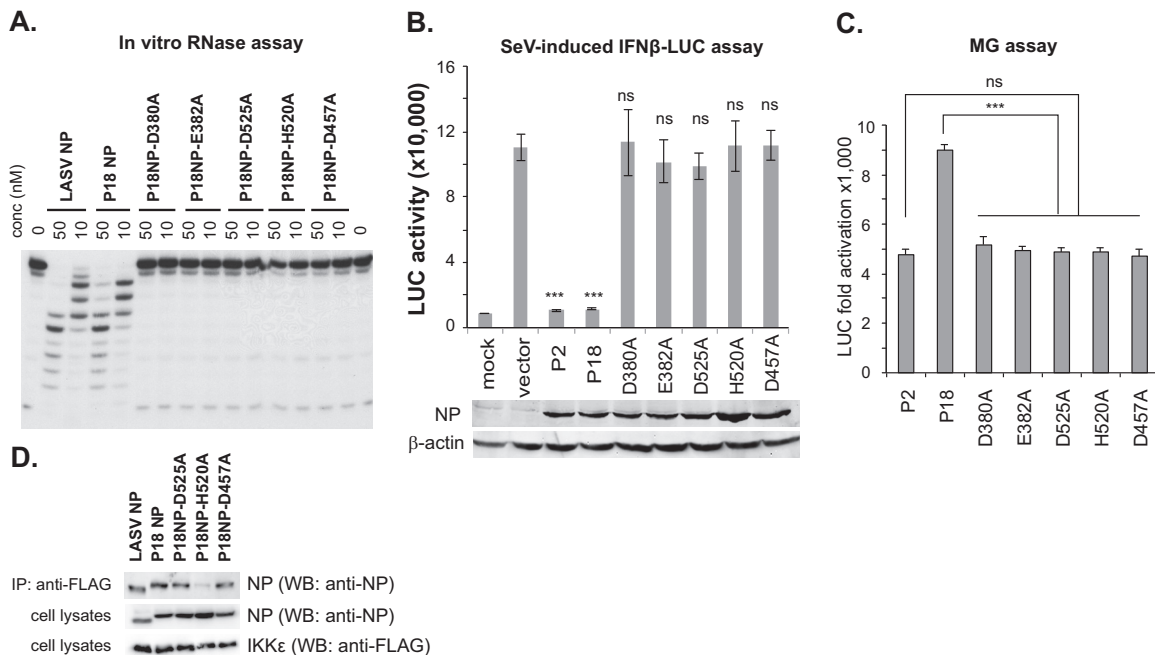 A.
In vitro RNase assay
LASV NP
P18 NP
P18NP-D380A
P18NP-E382A
P18NP-D525A
P18NP-H520A
P18NP-D457A
conc (nM)
0 50 10 50 10 50 10 50 10 50 10 50 10 50 10 0
B.
SeV-induced IFNβ-LUC assay
LUC activity (x10,000)
16
12
8
4
0
*** *** ns ns ns ns ns
mock vector P2 P18 D380A E382A D525A H520A D457A
NP
β-actin
C.
MG assay
ns
***
LUC fold activation x1,000
10
8
6
4
2
0
P2 P18 D380A E382A D525A H520A D457A
D.
LASV NP
P18 NP
P18NP-D525A
P18NP-H520A
P18NP-D457A
IP: anti-FLAG NP (WB: anti-NP)
cell lysates NP (WB: anti-NP)
cell lysates IKKε (WB: anti-FLAG)